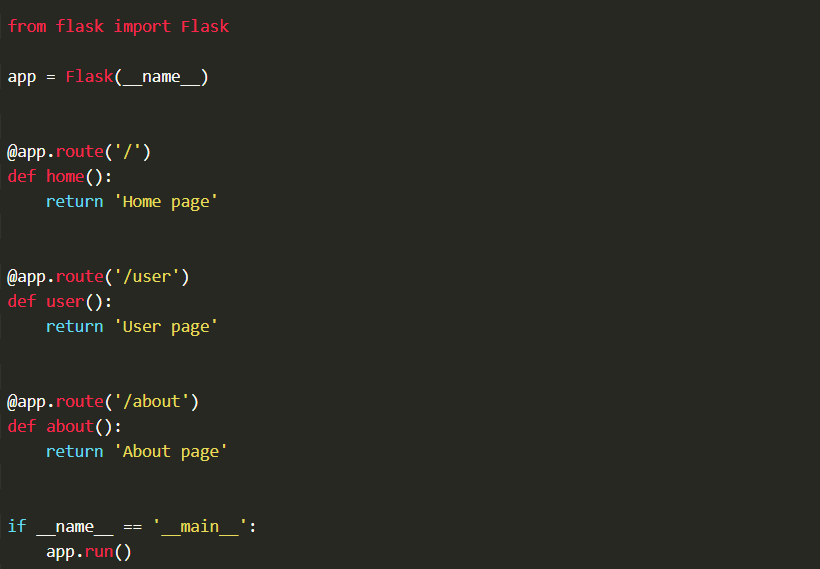 from flask import Flask
app = Flask(__name__)
@app.route('/')
def home():
    return 'Home page'
@app.route('/user')
def user():
    return 'User page'
@app.route('/about')
def about():
    return 'About page'
if __name__ == '__main__':
    app.run()